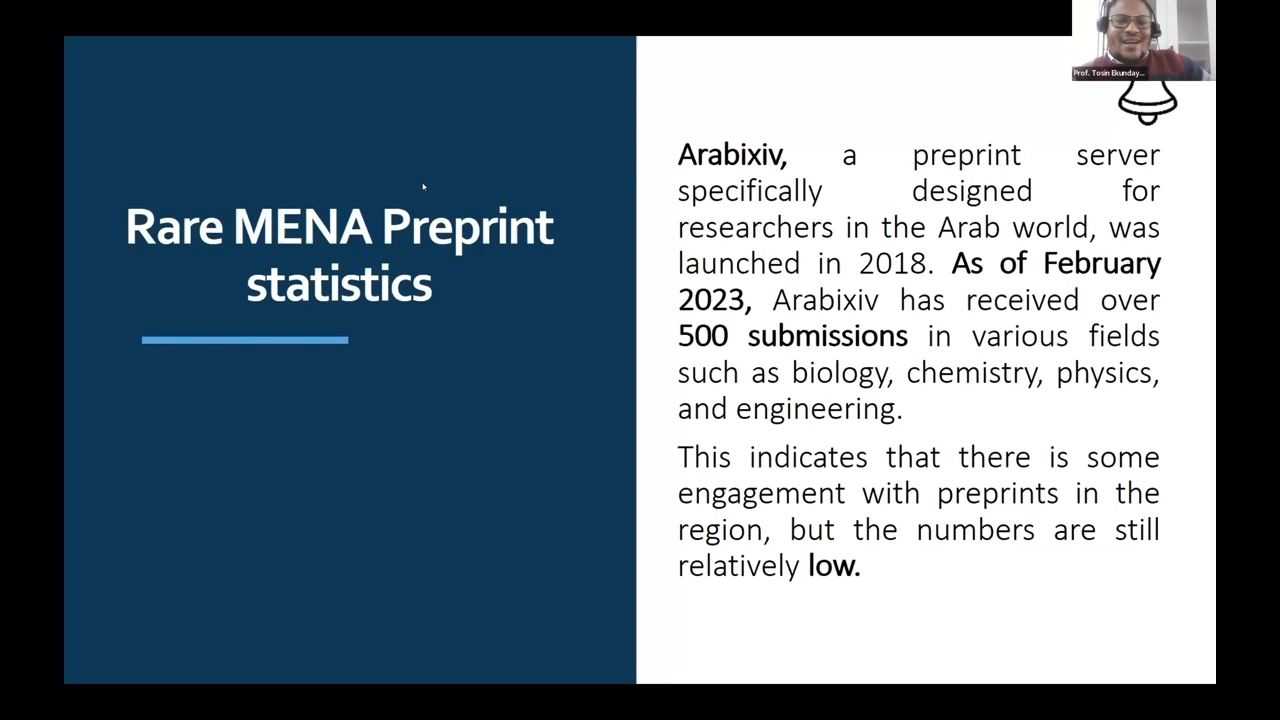 Prof. Tosin Ekunday...
Rare MENA Preprint
statistics
Arabixiv, a preprint server
specifically designed for
researchers in the Arab world, was
launched in 2018. As of February
2023, Arabixiv has received over
500 submissions in various fields
such as biology, chemistry, physics,
and engineering.
This indicates that there is some
engagement with preprints in the
region, but the numbers are still
relatively low.